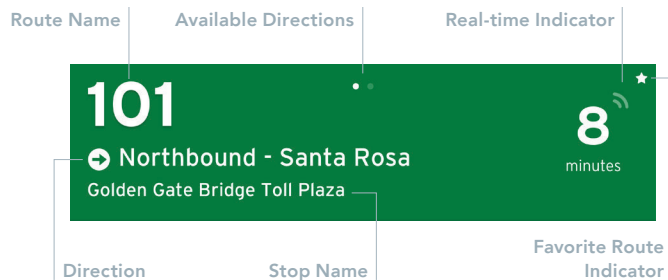 Route Name
Available Directions
Real-time Indicator
101
8
minutes
Northbound - Santa Rosa
Golden Gate Bridge Toll Plaza
Direction
Stop Name
Favorite Route
Indicator